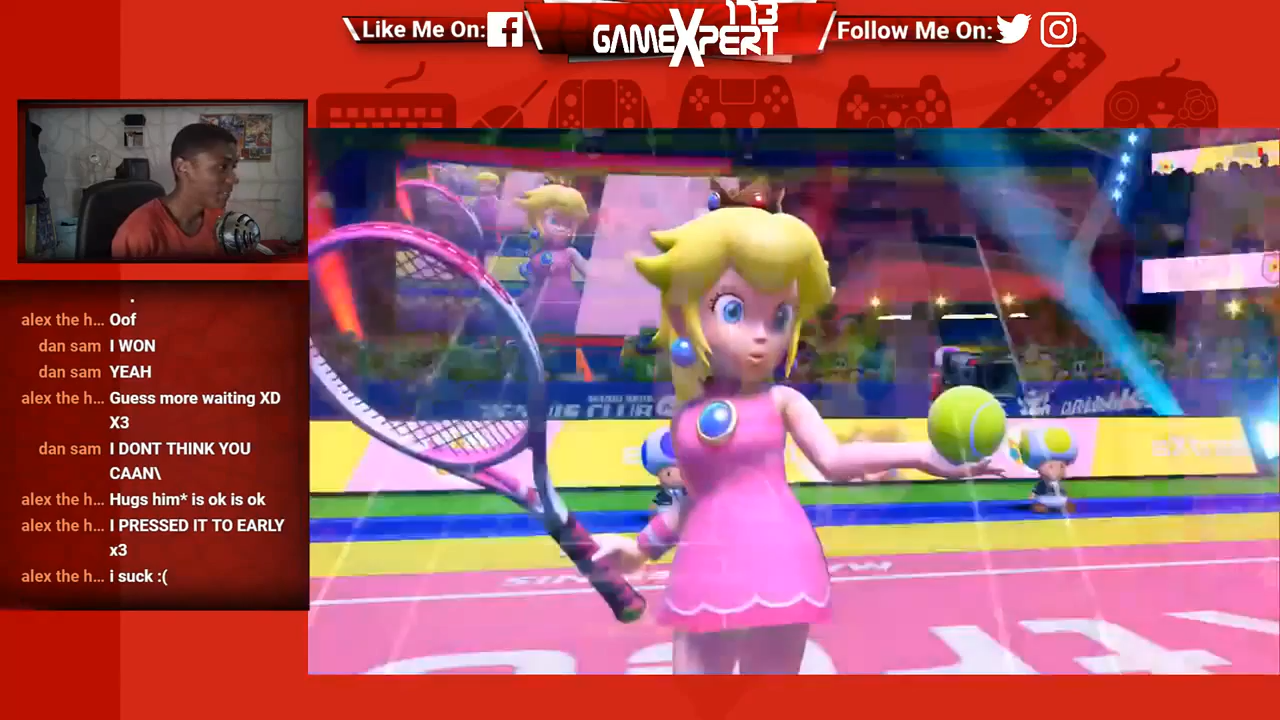 Like Me On:
173
GAMEXPERT
Follow Me On:
alex the h... Oof
dan sam I WON
dan sam YEAH
alex the h... Guess more waiting XD
X3
dan sam I DONT THINK YOU
CAAN\
alex the h... Hugs him* is ok is ok
alex the h... I PRESSED IT TO EARLY
x3
alex the h... i suck :(
TENNIS CLUB